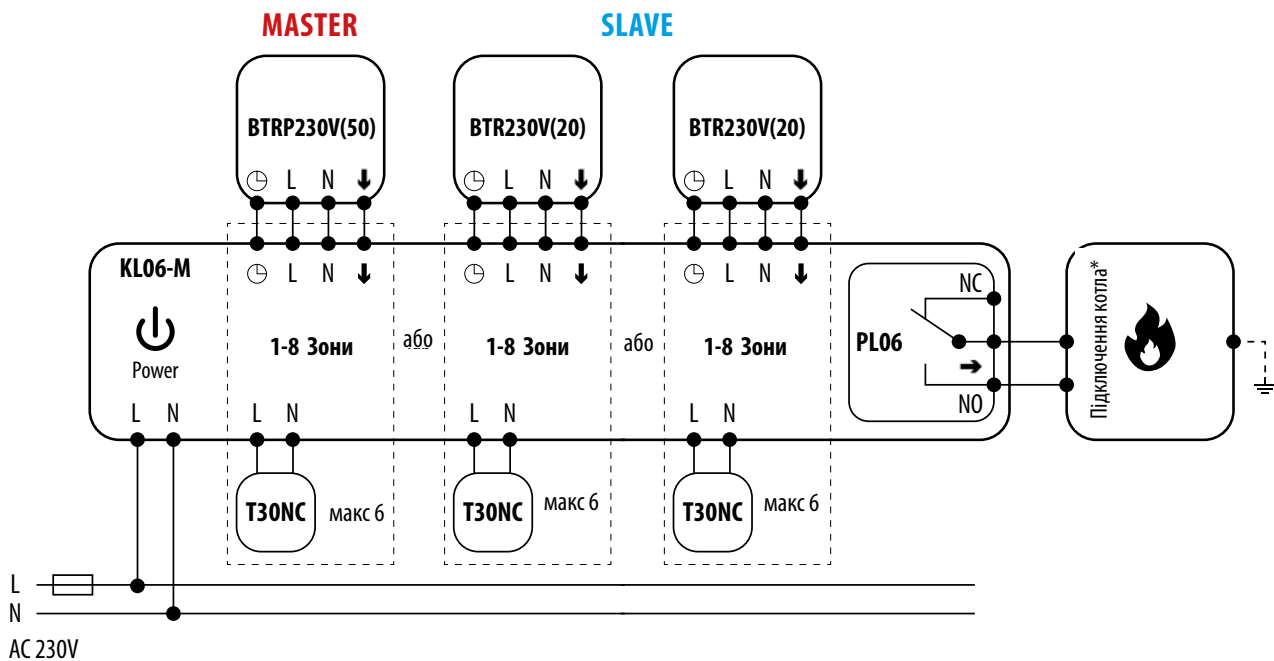 MASTER
SLAVE
BTRP230V(50)
BTR230V(20)
BTR230V(20)
L N
L N
L N
KL06-M
Power
L N
L N
1-8 Зони
L N
або
L N
1-8 Зони
L N
або
L N
1-8 Зони
L N
PL06
NC
NO
Підключення котла*
T30NC
макс 6
T30NC
макс 6
T30NC
макс 6
L
N
AC 230V